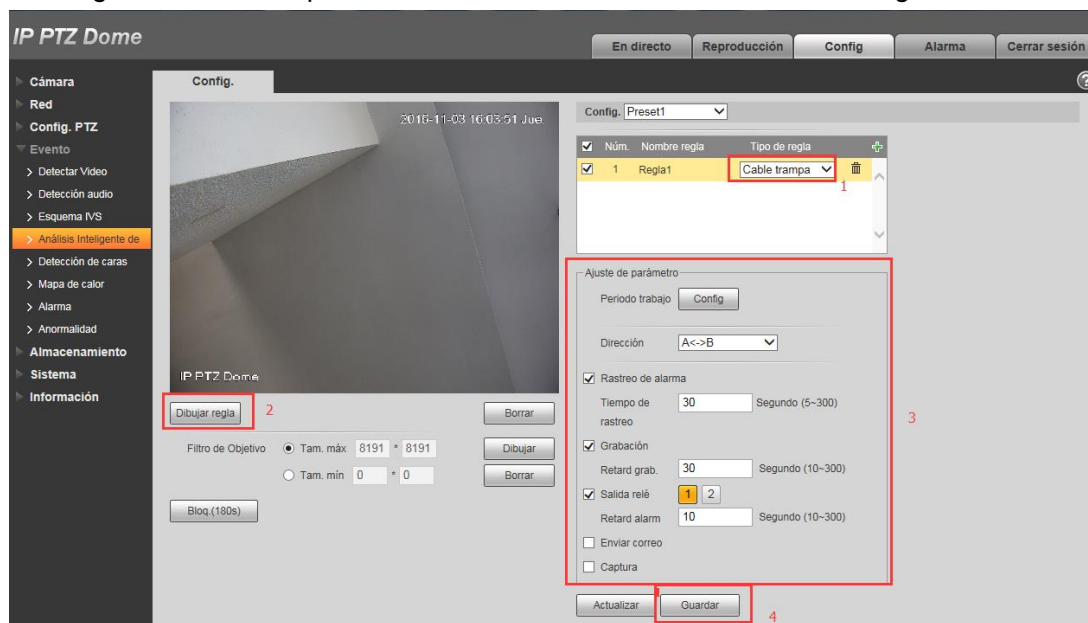 IP PTZ Dome
En directo
Reproducción
Config
Alarma
Cerrar sesión
Cámara
Red
Config. PTZ
Evento
Detectar Video
Detección audio
Esquema IVS
Análisis Inteligente de
Detección de caras
Mapa de calor
Alarma
Anormalidad
Almacenamiento
Sistema
Información
Config.
2016-11-03 16:03:51 Jue
IP PTZ Dome
Dibujar regla
2
Borrar
Filtro de Objetivo Tam. máx 8191 * 8191 Dibujar
Tam. mín 0 * 0 Borrar
Bloq.(180s)
Config. Preset1
Núm. Nombre regla Tipo de regla
1 Regla1 Cable trampa
1
Ajuste de parámetro
Periodo trabajo Config
Dirección A<->B
Rastreo de alarma
Tiempo de 30 Segundo (5~300)
rastreo
3
Grabación
Retard grab. 30 Segundo (10~300)
Salida relé 1 2
Retard alarm 10 Segundo (10~300)
Enviar correo
Captura
Actualizar Guardar
4